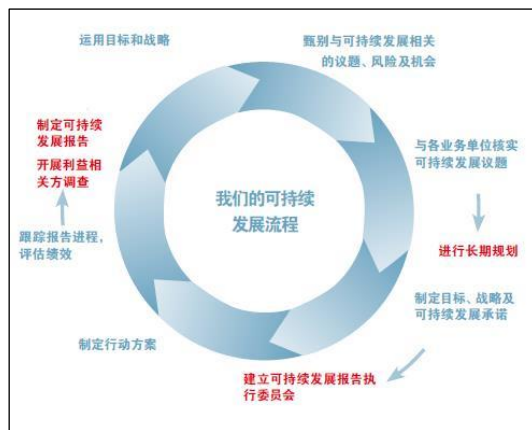 运用目标和战略
甄别与可持续发展相关
的议题、风险及机会
制定可持续
发展报告
开展利益相
关方调查
与各业务单位核实
可持续发展议题
我们的可持续
发展流程
跟踪报告进程，
评估绩效
进行长期规划
制定目标、战略及
可持续发展承诺
制定行动方案
建立可持续发展报告执
行委员会